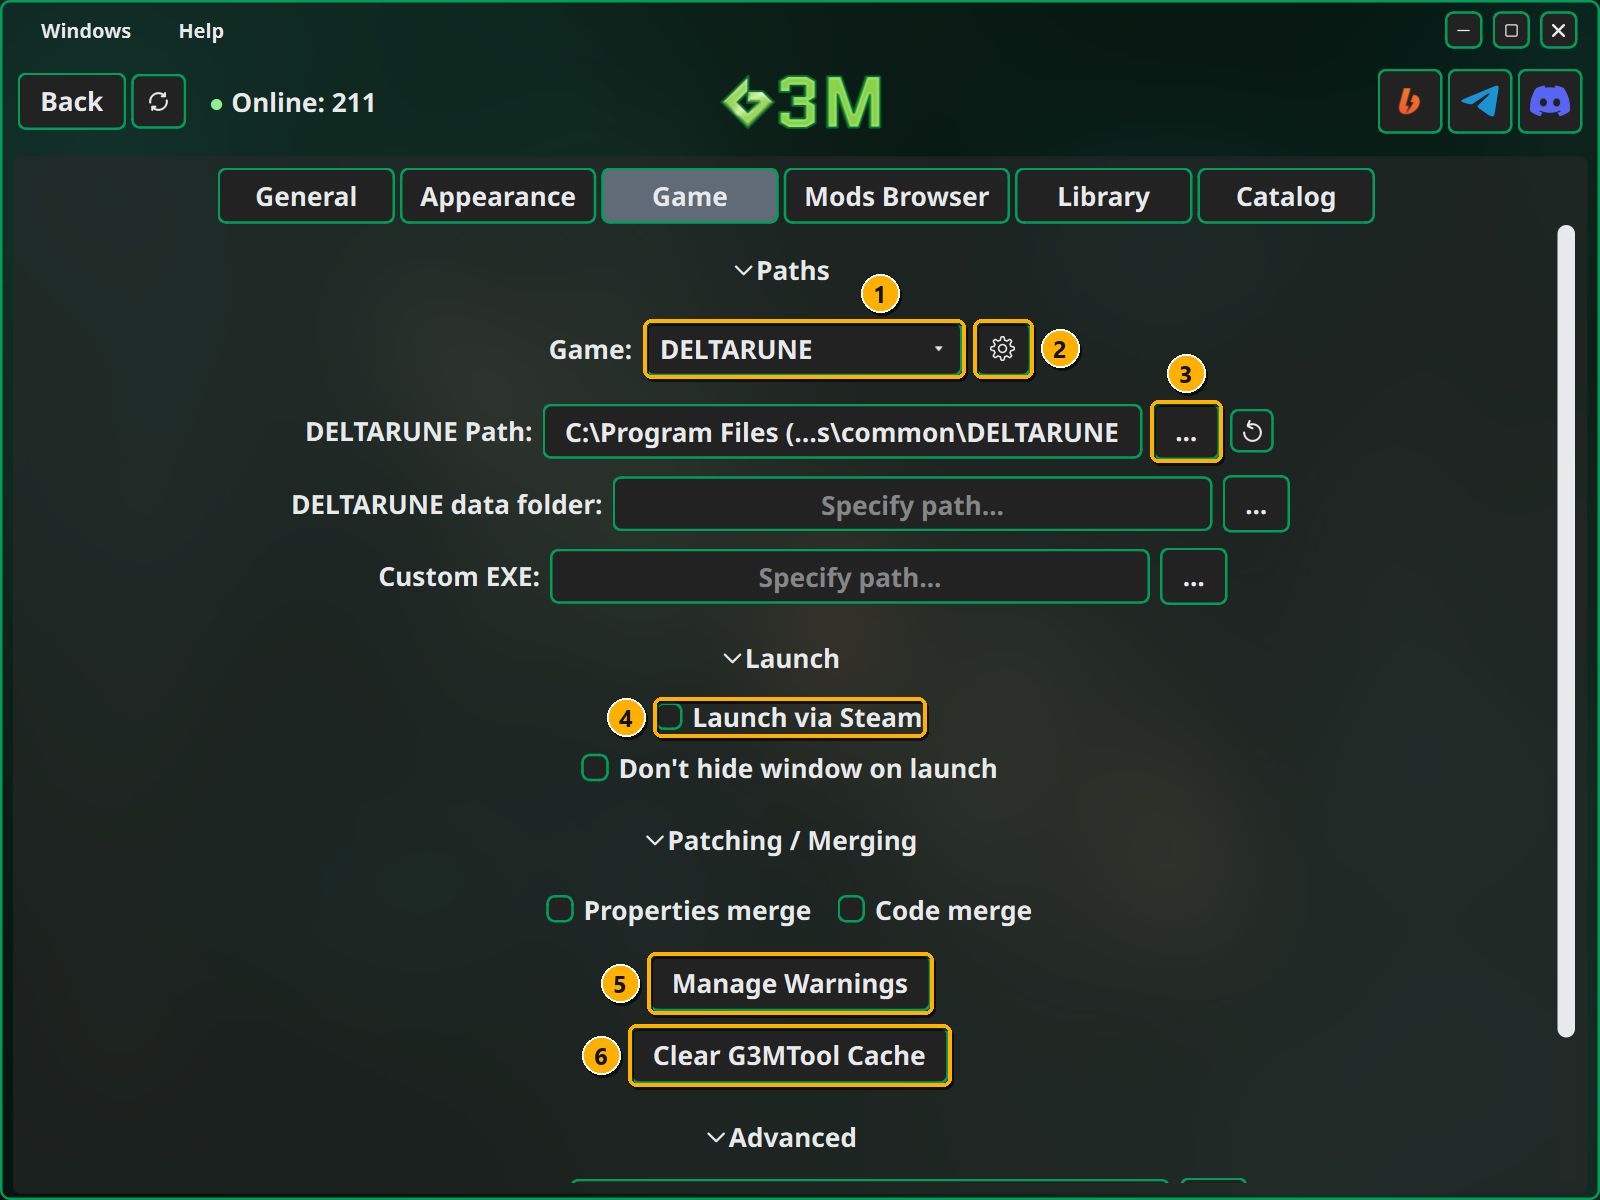 Windows Help
Back Online: 211 G3M
General Appearance Game Mods Browser Library Catalog
Paths
1
Game: DELTARUNE 2
3
DELTARUNE Path: C:\Program Files (...s\common\DELTARUNE ...
DELTARUNE data folder: Specify path... ...
Custom EXE: Specify path... ...
Launch
4 Launch via Steam
Don't hide window on launch
Patching / Merging
Properties merge Code merge
5 Manage Warnings
6 Clear G3MTool Cache
Advanced